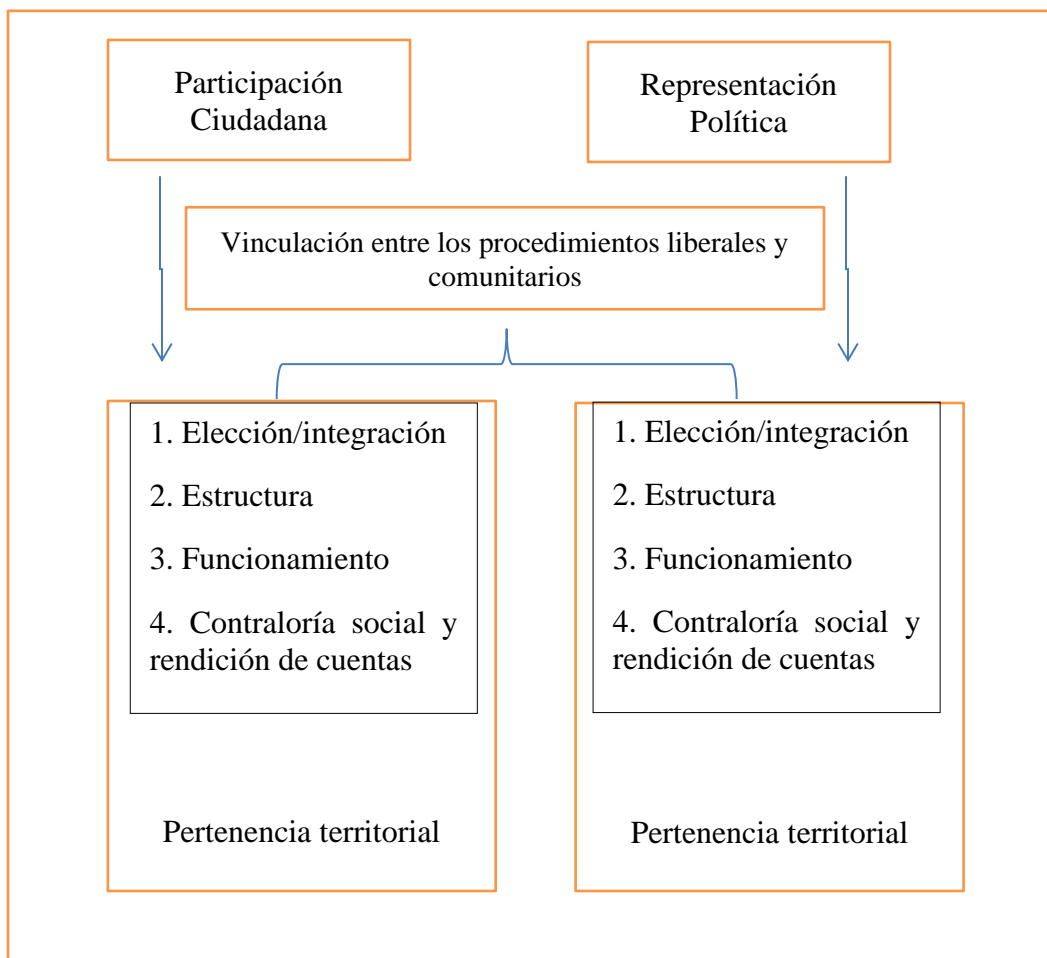 Participación
Ciudadana
Representación
Política
Vinculación entre los procedimientos liberales y
comunitarios
1. Elección/integración
2. Estructura
3. Funcionamiento
4. Contraloría social y
rendición de cuentas
Pertenencia territorial
1. Elección/integración
2. Estructura
3. Funcionamiento
4. Contraloría social y
rendición de cuentas
Pertenencia territorial